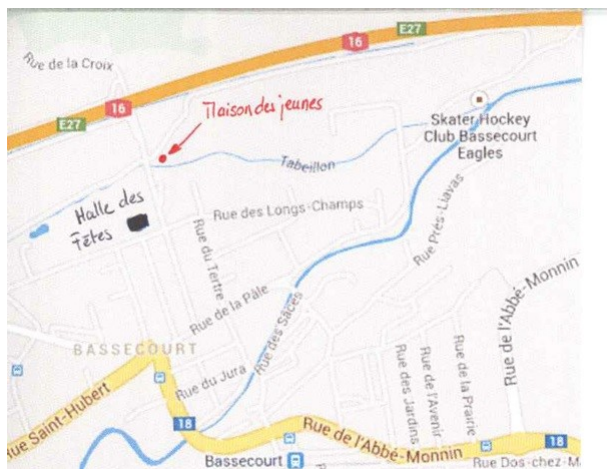 E27
16
Rue de la Croix
16
E27
Maison des jeunes
Skater Hockey
Club Bassecourt
Eagles
Tabeillon
Halle des
Fêtes
Rue des Longs-Champs
Rue Prés-Liavas
Rue du Tertre
Rue de la Pâle
Rue des Sâces
Rue de l'Abbé-Monnin
BASSECOURT
Rue du Jura
Rue des Jardins
Rue de l'Avenir
Rue de la Prairie
Rue Saint-Hubert
18
Rue de l'Abbé-Monnin
18
Bassecourt
Rue Dos-chez-M